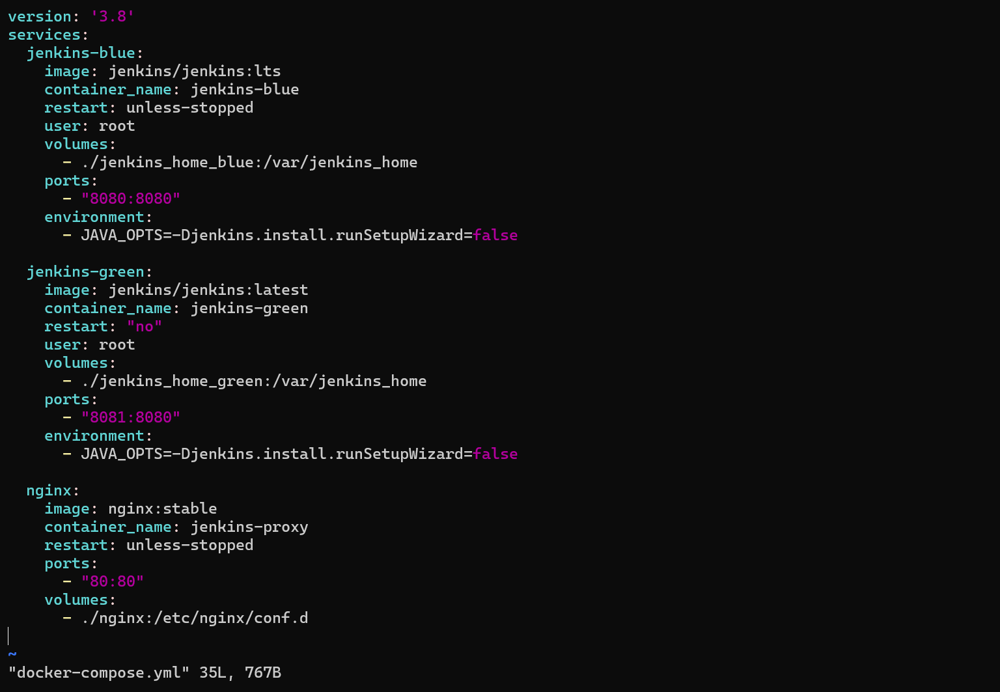 version: '3.8'
services:
  jenkins-blue:
    image: jenkins/jenkins:lts
    container_name: jenkins-blue
    restart: unless-stopped
    user: root
    volumes:
      - ./jenkins_home_blue:/var/jenkins_home
    ports:
      - "8080:8080"
    environment:
      - JAVA_OPTS=-Djenkins.install.runSetupWizard=false

  jenkins-green:
    image: jenkins/jenkins:latest
    container_name: jenkins-green
    restart: "no"
    user: root
    volumes:
      - ./jenkins_home_green:/var/jenkins_home
    ports:
      - "8081:8080"
    environment:
      - JAVA_OPTS=-Djenkins.install.runSetupWizard=false

  nginx:
    image: nginx:stable
    container_name: jenkins-proxy
    restart: unless-stopped
    ports:
      - "80:80"
    volumes:
      - ./nginx:/etc/nginx/conf.d

~
"docker-compose.yml" 35L, 767B